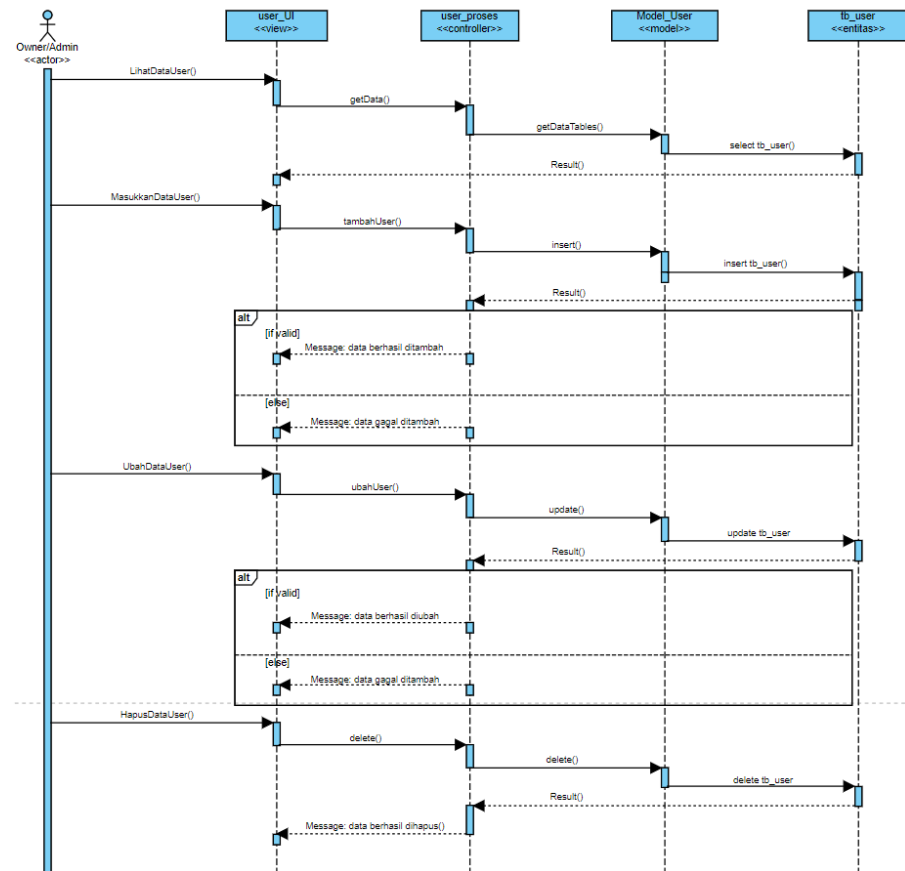 user_UI
<<view>>
user_proses
<<controller>>
Model_User
<<model>>
tb_user
<<entitas>>
Owner/Admin
<<actor>>
LihatDataUser()
getData()
getDataTables()
select tb_user()
Result()
MasukkanDataUser()
tambahUser()
insert()
insert tb_user()
Result()
alt
[if valid]
Message: data berhasil ditambah
[else]
Message: data gagal ditambah
UbahDataUser()
ubahUser()
update()
update tb_user
Result()
alt
[if valid]
Message: data berhasil diubah
[else]
Message: data gagal ditambah
HapusDataUser()
delete()
delete()
delete tb_user
Result()
Message: data berhasil dihapus()